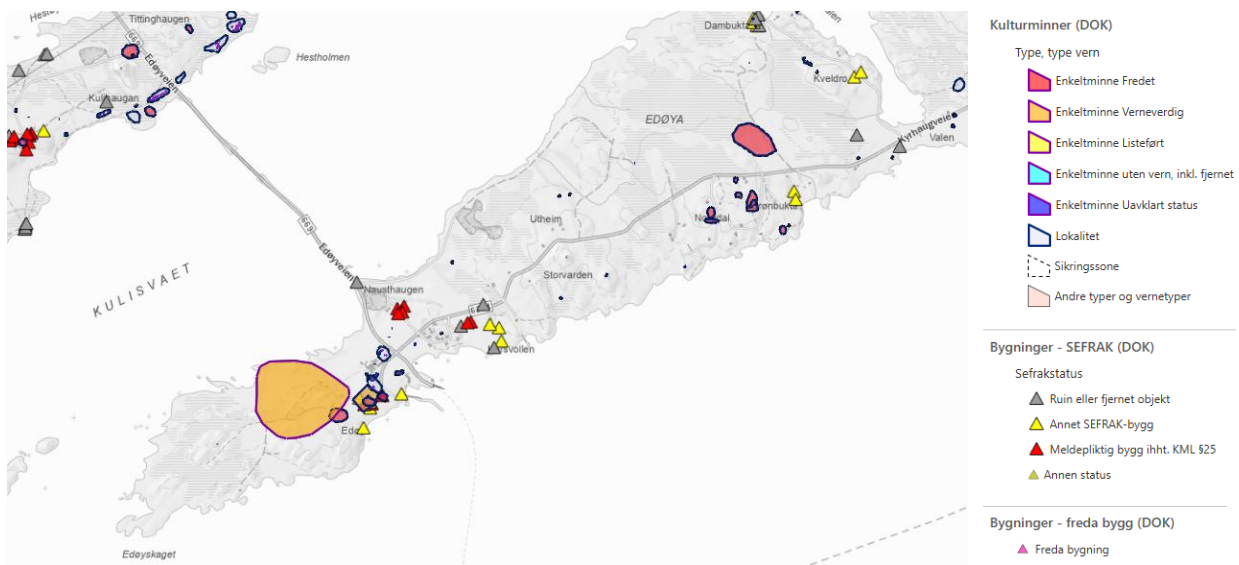 Tittinghaugen
Hestholmen
669
Edøyveien
Kulhaugan
Dambukta
Kveldro
EDØYA
Kyrhaugveien
Valen
Utheim
Storvarden
669
Edøyveien
Nausthaugen
KULISVAET
Edøyskaget
Kulturminner (DOK)
Type, type vern
Enkeltminne Fredet
Enkeltminne Verneverdig
Enkeltminne Listeført
Enkeltminne uten vern, inkl. fjernet
Enkeltminne Uavklart status
Lokalitet
Sikringssone
Andre typer og vernetyper
Bygninger - SEFRAK (DOK)
Sefrakstatus
Ruin eller fjernet objekt
Annet SEFRAK-bygg
Meldepliktig bygg ihht. KML §25
Annen status
Bygninger - freda bygg (DOK)
Freda bygning